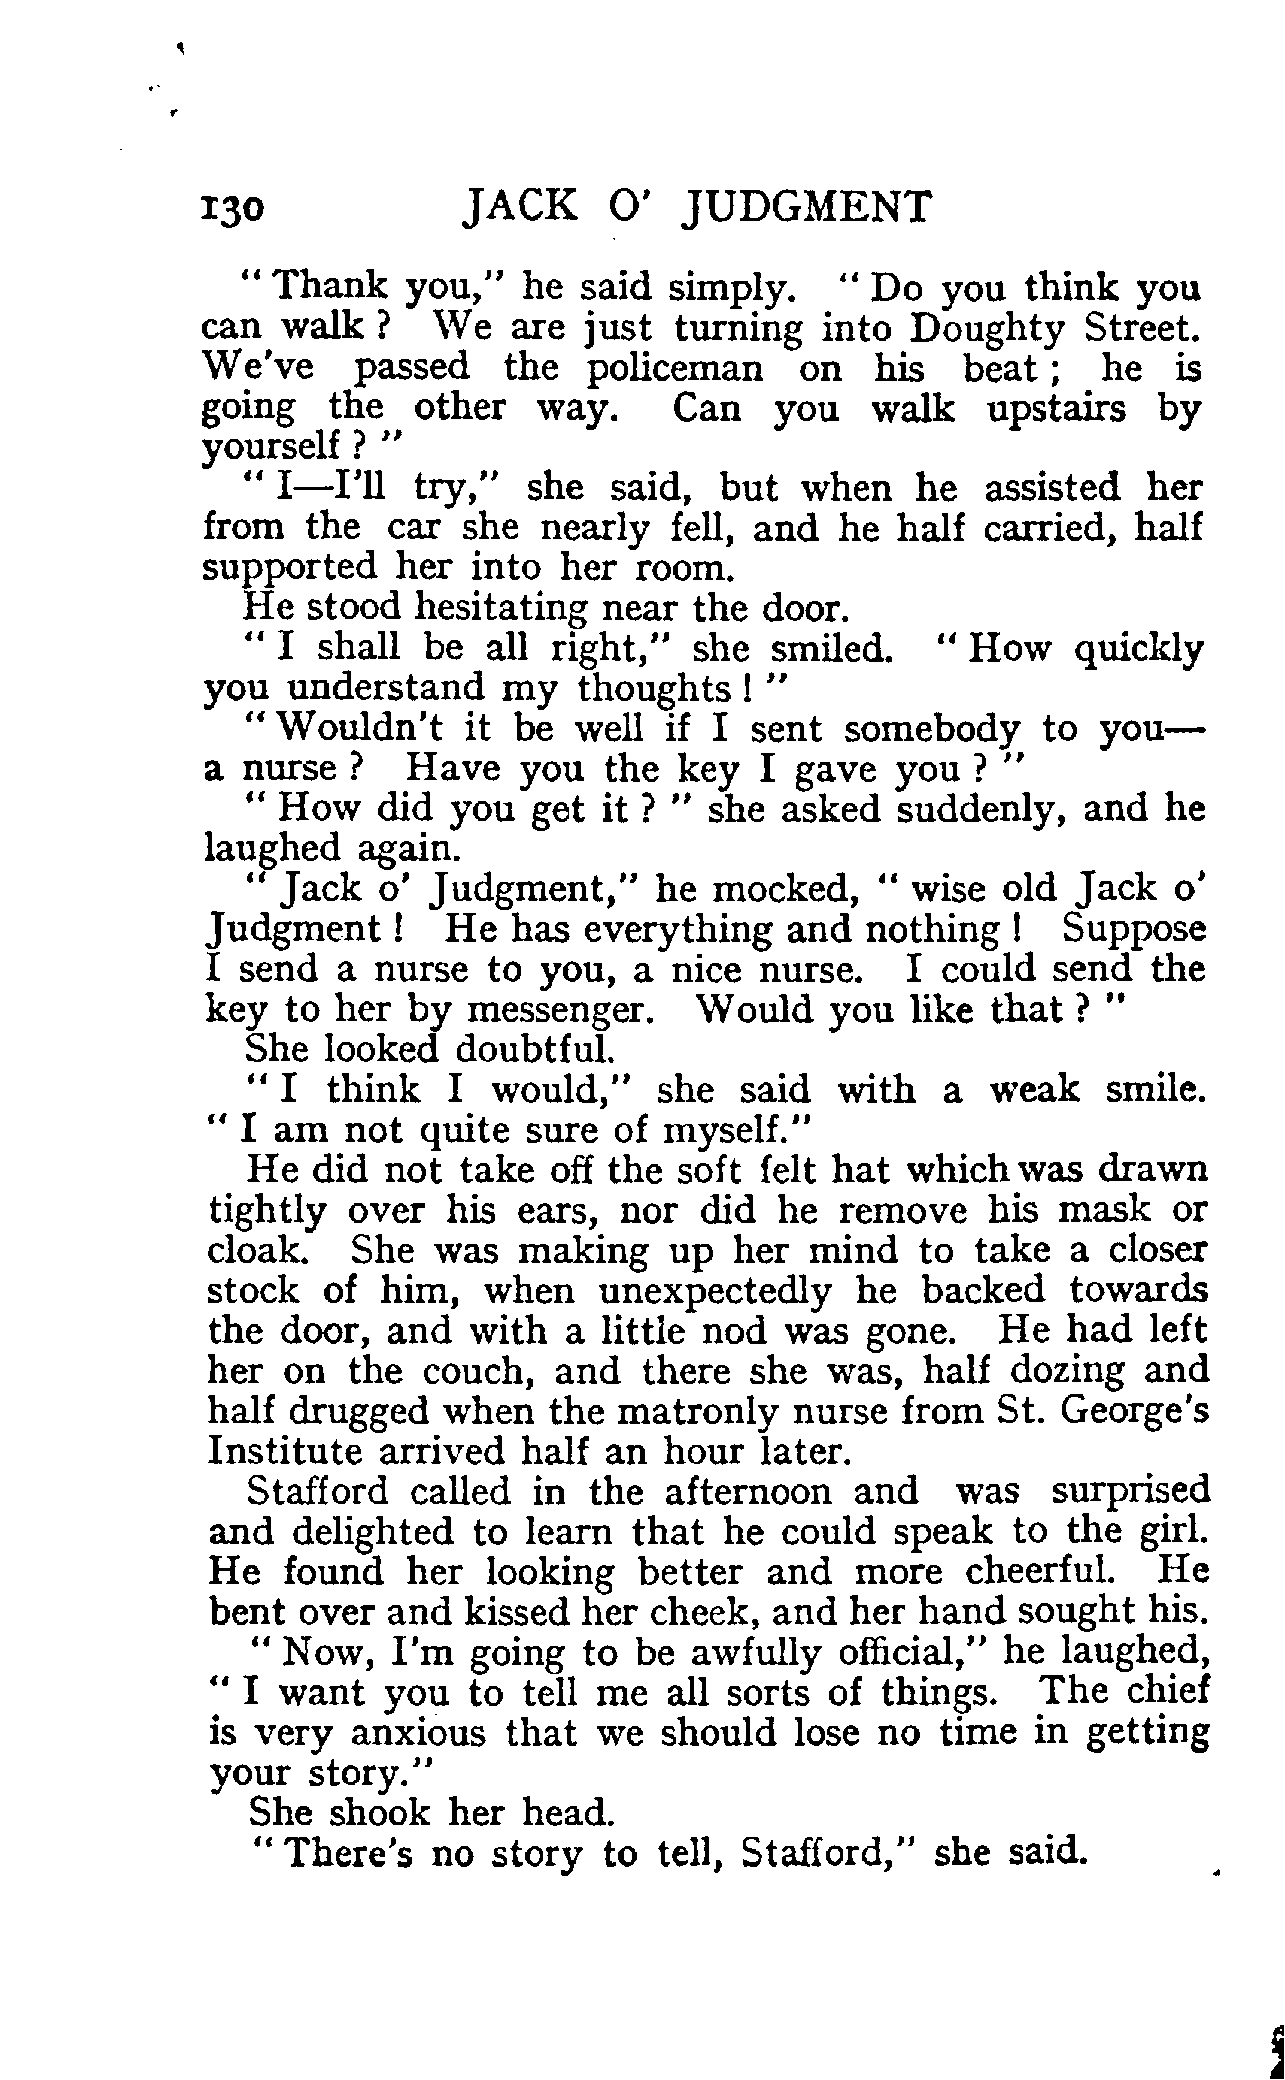 130 JACK O' JUDGMENT
" Thank you," he said simply. " Do you think you
can walk ? We are just turning into Doughty Street.
We've passed the policeman on his beat ; he is
going the other way. Can you walk upstairs by
yourself ? "
" I—I'll try," she said, but when he assisted her
from the car she nearly fell, and he half carried, half
supported her into her room.
He stood hesitating near the door.
" I shall be all right," she smiled. " How quickly
you understand my thoughts ! "
" Wouldn't it be well if I sent somebody to you—
a nurse ? Have you the key I gave you ? "
" How did you get it ? " she asked suddenly, and he
laughed again.
" Jack o' Judgment," he mocked, " wise old Jack o'
Judgment ! He has everything and nothing ! Suppose
I send a nurse to you, a nice nurse. I could send the
key to her by messenger. Would you like that ? "
She looked doubtful.
" I think I would," she said with a weak smile.
" I am not quite sure of myself."
He did not take off the soft felt hat which was drawn
tightly over his ears, nor did he remove his mask or
cloak. She was making up her mind to take a closer
stock of him, when unexpectedly he backed towards
the door, and with a little nod was gone. He had left
her on the couch, and there she was, half dozing and
half drugged when the matronly nurse from St. George's
Institute arrived half an hour later.
Stafford called in the afternoon and was surprised
and delighted to learn that he could speak to the girl.
He found her looking better and more cheerful. He
bent over and kissed her cheek, and her hand sought his.
" Now, I'm going to be awfully official," he laughed,
" I want you to tell me all sorts of things. The chief
is very anxious that we should lose no time in getting
your story."
She shook her head.
" There's no story to tell, Stafford," she said.